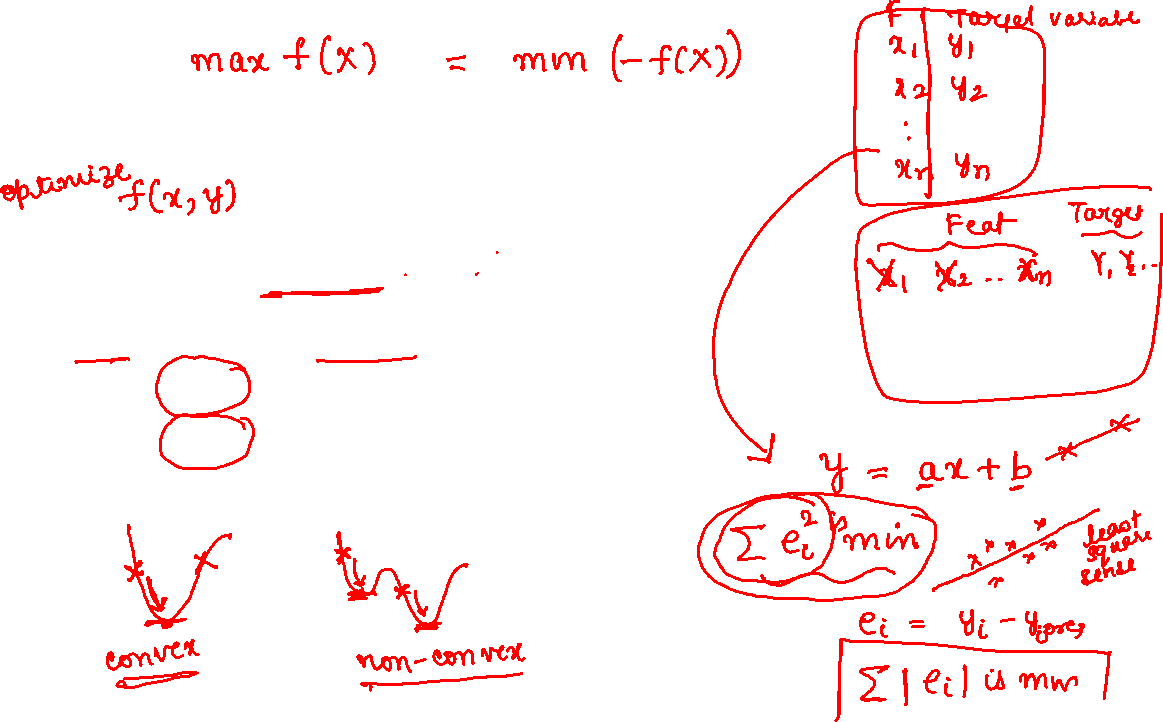 max f(x) = min (-f(x))
optimize f(x, y)
F Target variable
x1 y1
x2 y2
:
xn yn
Feat Target
X1 X2 .. Xn Y1 Y2 ..
y = ax + b
∑ ei² is min
least
square
sense
ei = yi - yipre,
∑ |ei| is min
convex
non-convex